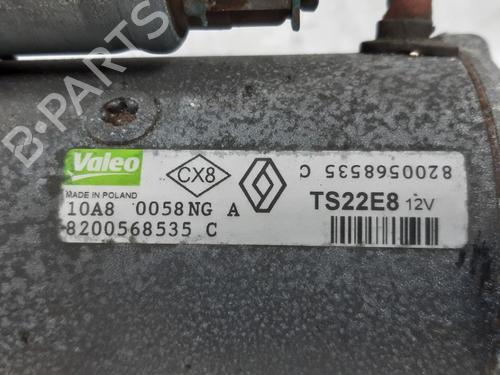 B-PARTS
Valeo
MADE IN POLAND
CX8
8200568535 C
10A8 0058NG A
TS22E8 12V
8200568535 C